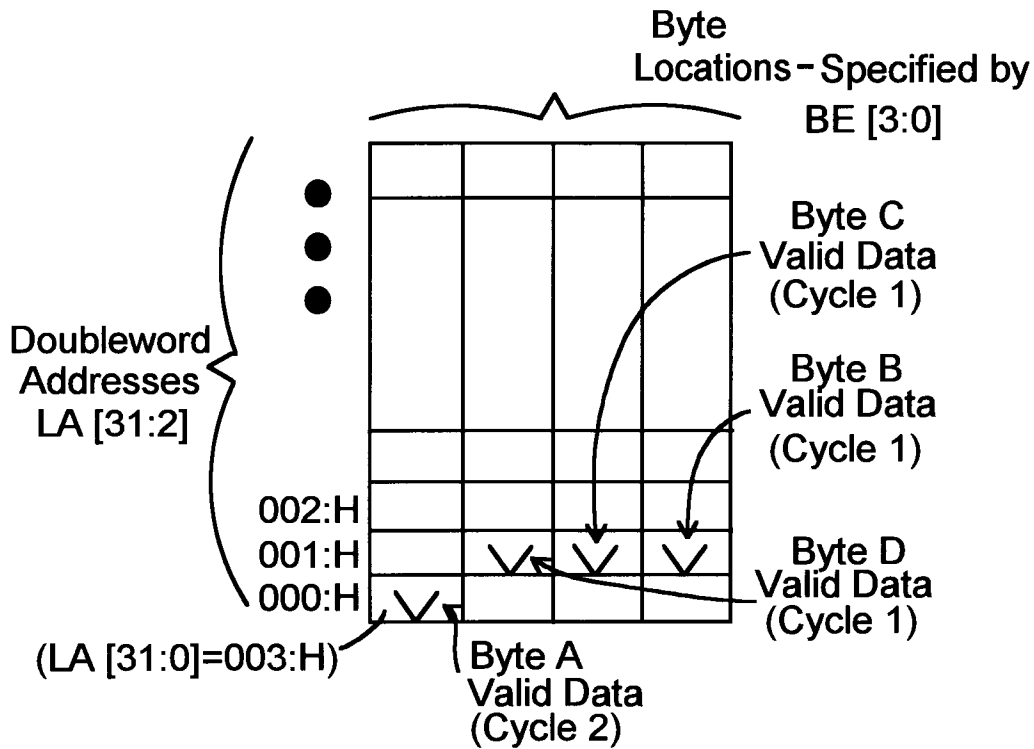 Byte
Locations - Specified by
BE [3:0]
Byte C
Valid Data
(Cycle 1)
Doubleword
Addresses
LA [31:2]
Byte B
Valid Data
(Cycle 1)
002:H
001:H
000:H
Byte D
Valid Data
(Cycle 1)
(LA [31:0]=003:H)
Byte A
Valid Data
(Cycle 2)